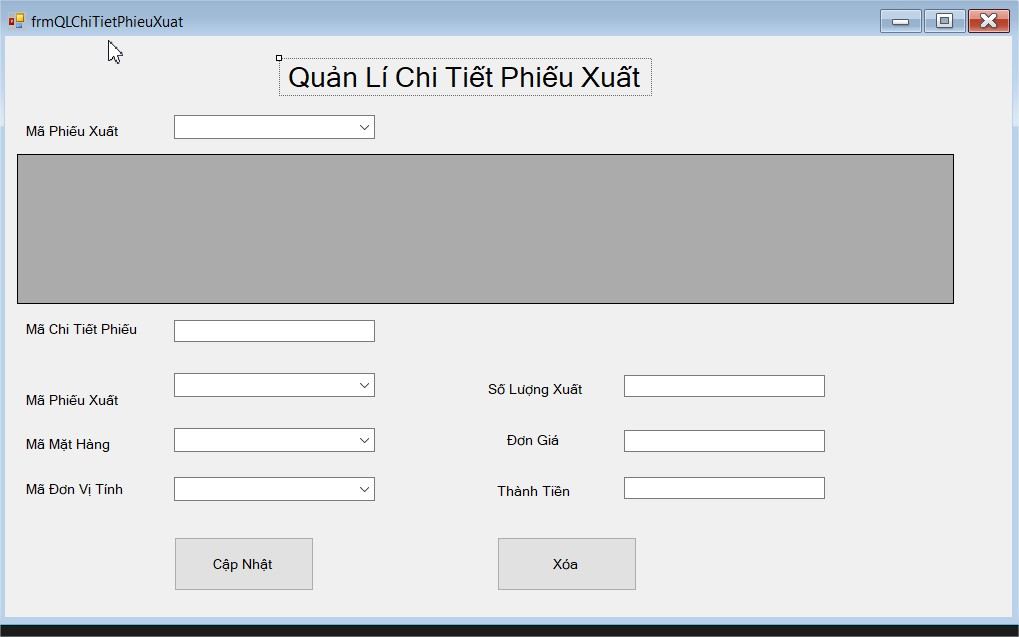 frmQLChiTietPhieuXuat
Quản Lí Chi Tiết Phiếu Xuất
Mã Phiếu Xuất
Mã Chi Tiết Phiếu
Mã Phiếu Xuất
Số Lượng Xuất
Mã Mặt Hàng
Đơn Giá
Mã Đơn Vị Tính
Thành Tiền
Cập Nhật
Xóa